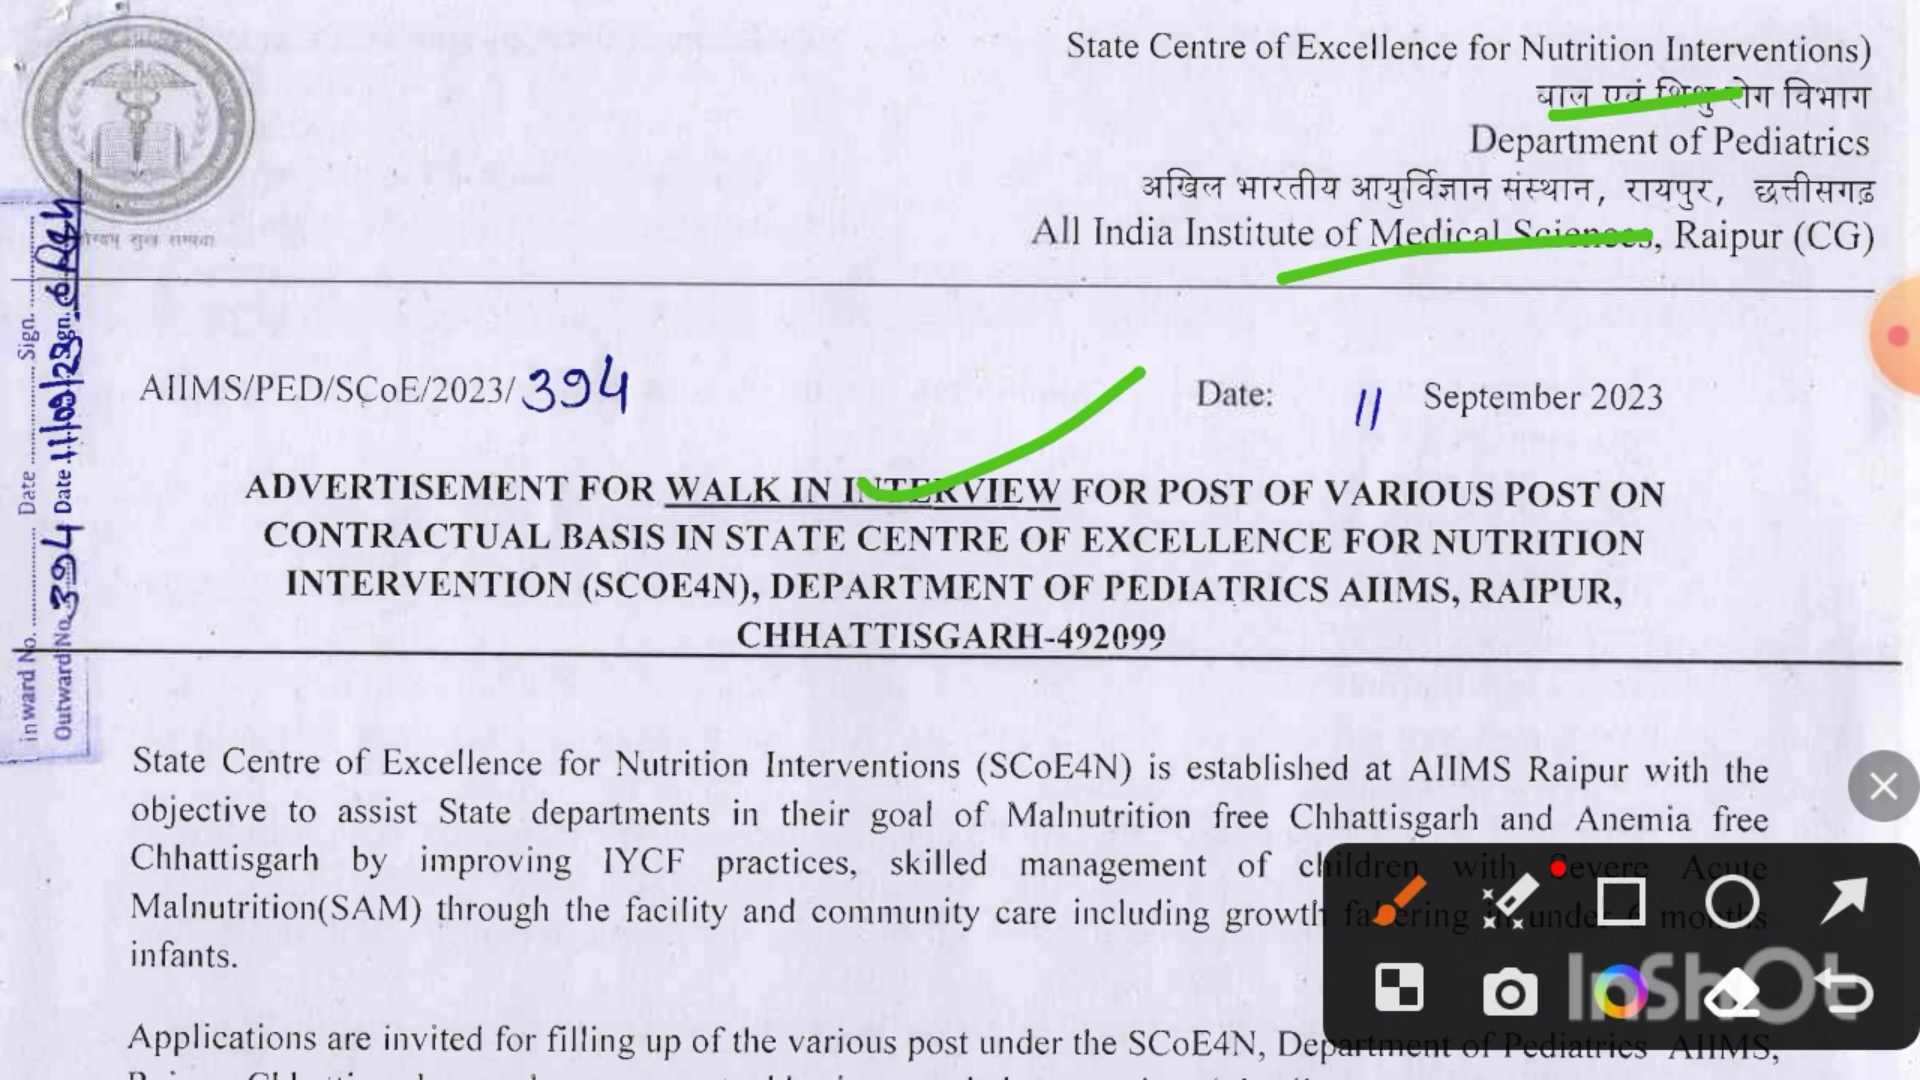 State Centre of Excellence for Nutrition Interventions)
बाल एवं शिशु रोग विभाग
Department of Pediatrics
अखिल भारतीय आयुर्विज्ञान संस्थान, रायपुर, छत्तीसगढ़
All India Institute of Medical Sciences, Raipur (CG)
inward No. Date Sign.
Outward No. 394 Date 11/09/23 Sign.
AIIMS/PED/SCoE/2023/ 394
Date: 11 September 2023
ADVERTISEMENT FOR WALK IN INTERVIEW FOR POST OF VARIOUS POST ON
CONTRACTUAL BASIS IN STATE CENTRE OF EXCELLENCE FOR NUTRITION
INTERVENTION (SCOE4N), DEPARTMENT OF PEDIATRICS AIIMS, RAIPUR,
CHHATTISGARH-492099
State Centre of Excellence for Nutrition Interventions (SCoE4N) is established at AIIMS Raipur with the
objective to assist State departments in their goal of Malnutrition free Chhattisgarh and Anemia free
Chhattisgarh by improving IYCF practices, skilled management of children with Severe Acute
Malnutrition(SAM) through the facility and community care including growth faltering in under 6 months
infants.
Applications are invited for filling up of the various post under the SCoE4N, Department of Pediatrics AIIMS,
InShOt